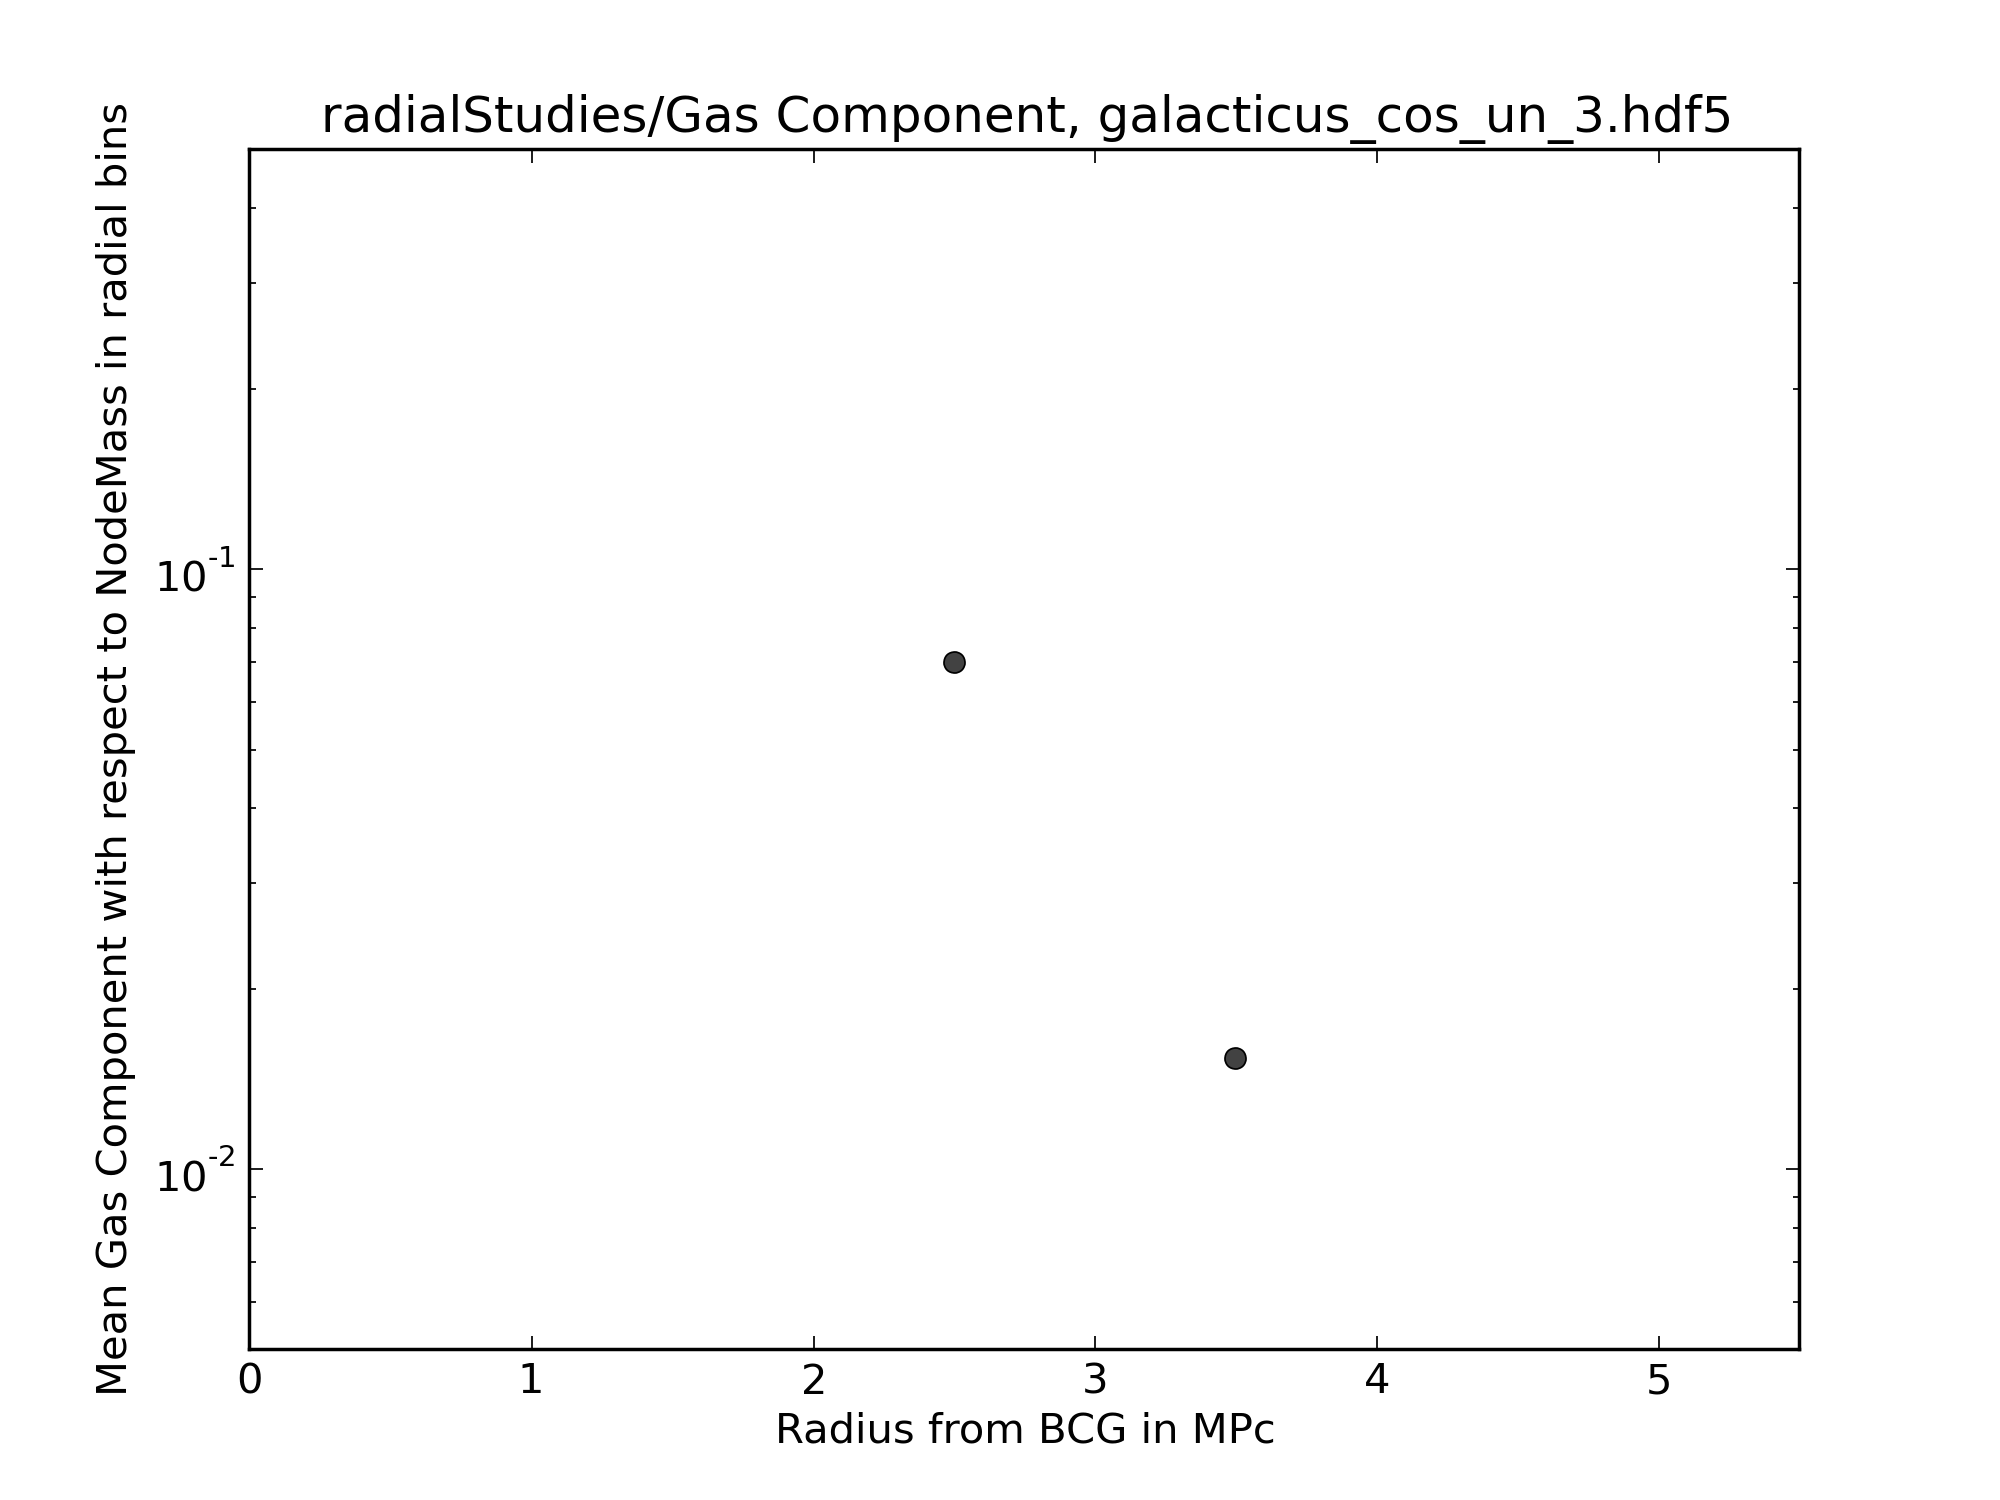 radialStudies/Gas Component, galacticus_cos_un_3.hdf5
Mean Gas Component with respect to NodeMass in radial bins
10^-1
10^-2
0 1 2 3 4 5
Radius from BCG in MPc